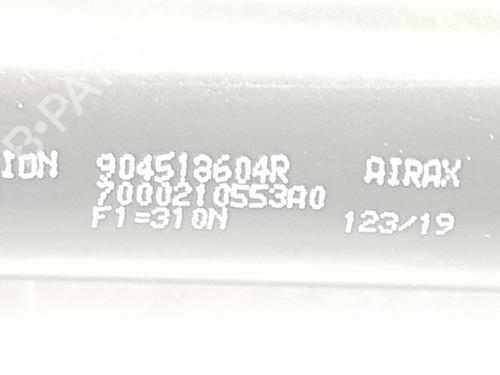 ION 904518604R AIRAX
7000210553A0
F1=310N 123/19